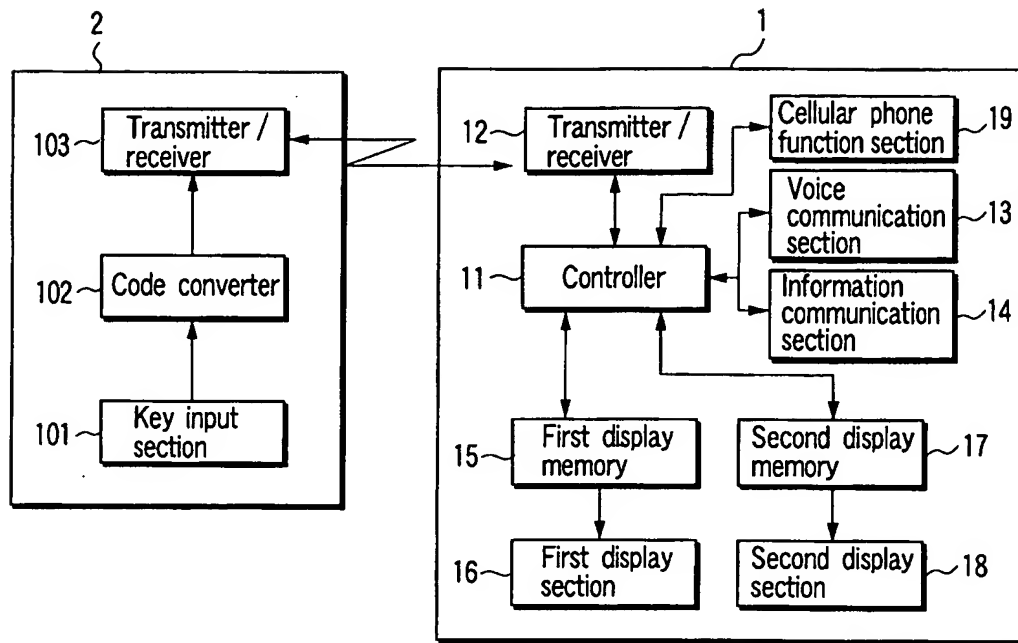 2
103
Transmitter /
receiver
102
Code converter
101
Key input
section
1
12
Transmitter /
receiver
Cellular phone
function section
19
Voice
communication
section
13
11
Controller
Information
communication
section
14
15
First display
memory
Second display
memory
17
16
First display
section
Second display
section
18